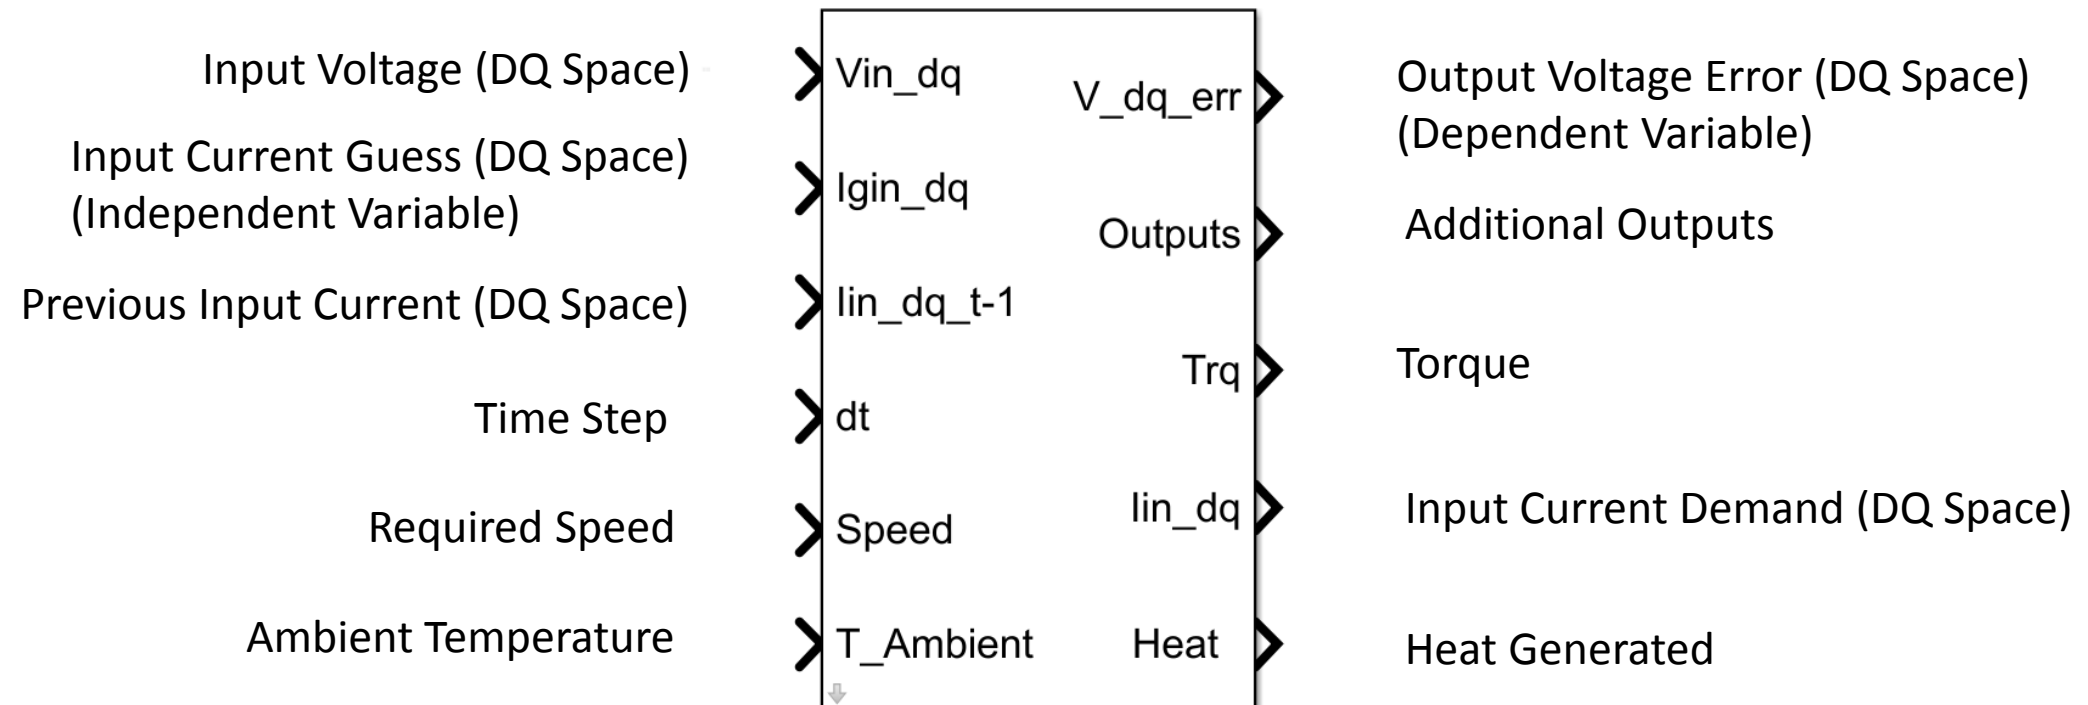 Input Voltage (DQ Space)
Input Current Guess (DQ Space)
(Independent Variable)
Previous Input Current (DQ Space)
Time Step
Required Speed
Ambient Temperature
Vin_dq
Igin_dq
Iin_dq_t-1
dt
Speed
T_Ambient
V_dq_err
Outputs
Trq
Iin_dq
Heat
Output Voltage Error (DQ Space)
(Dependent Variable)
Additional Outputs
Torque
Input Current Demand (DQ Space)
Heat Generated